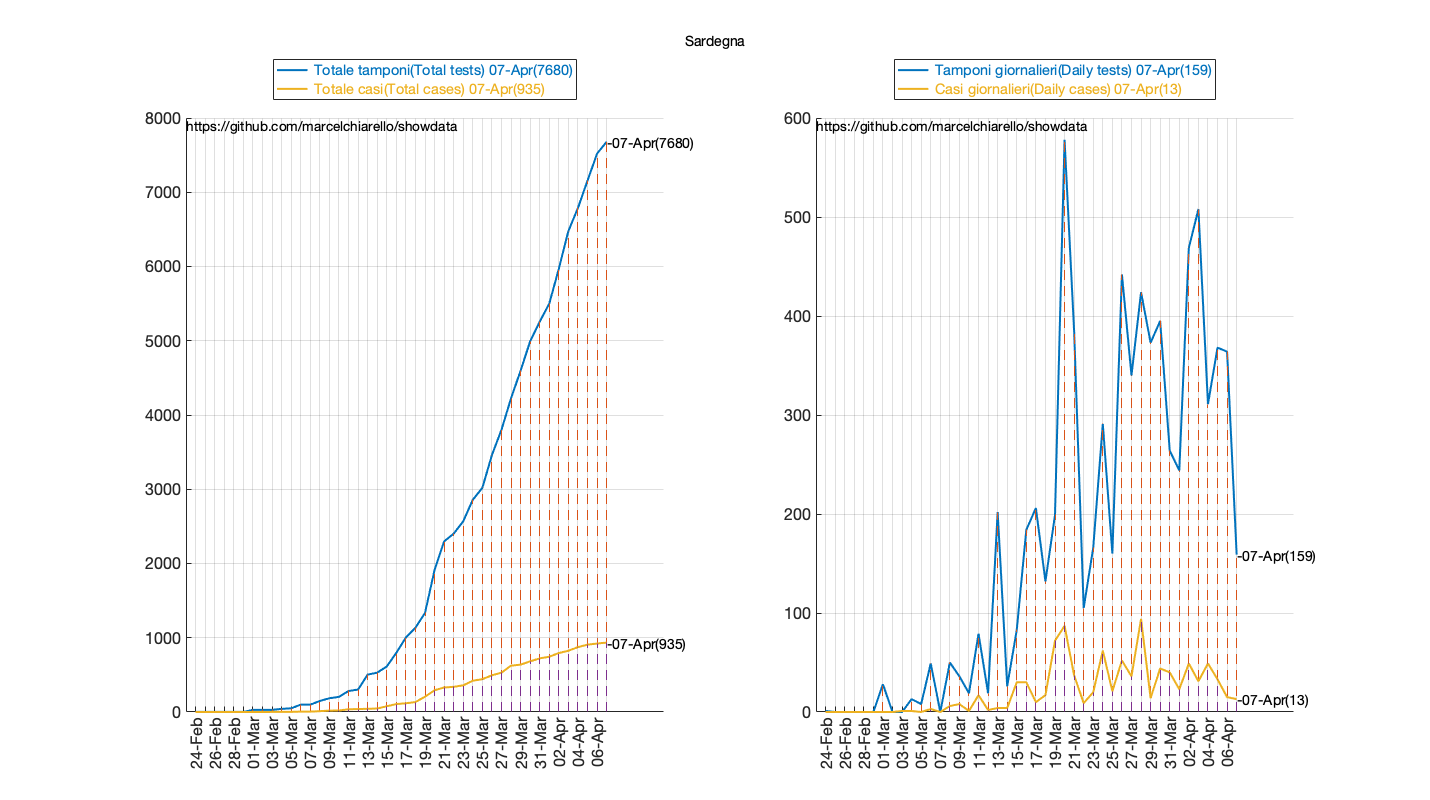 Sardegna
Totale tamponi(Total tests) 07-Apr(7680)
Totale casi(Total cases) 07-Apr(935)
8000
7000
6000
5000
4000
3000
2000
1000
0
https://github.com/marcelchiarello/showdata
-07-Apr(7680)
-07-Apr(935)
24-Feb
26-Feb
28-Feb
01-Mar
03-Mar
05-Mar
07-Mar
09-Mar
11-Mar
13-Mar
15-Mar
17-Mar
19-Mar
21-Mar
23-Mar
25-Mar
27-Mar
29-Mar
31-Mar
02-Apr
04-Apr
06-Apr
Tamponi giornalieri(Daily tests) 07-Apr(159)
Casi giornalieri(Daily cases) 07-Apr(13)
600
500
400
300
200
100
0
https://github.com/marcelchiarello/showdata
-07-Apr(159)
-07-Apr(13)
24-Feb
26-Feb
28-Feb
01-Mar
03-Mar
05-Mar
07-Mar
09-Mar
11-Mar
13-Mar
15-Mar
17-Mar
19-Mar
21-Mar
23-Mar
25-Mar
27-Mar
29-Mar
31-Mar
02-Apr
04-Apr
06-Apr